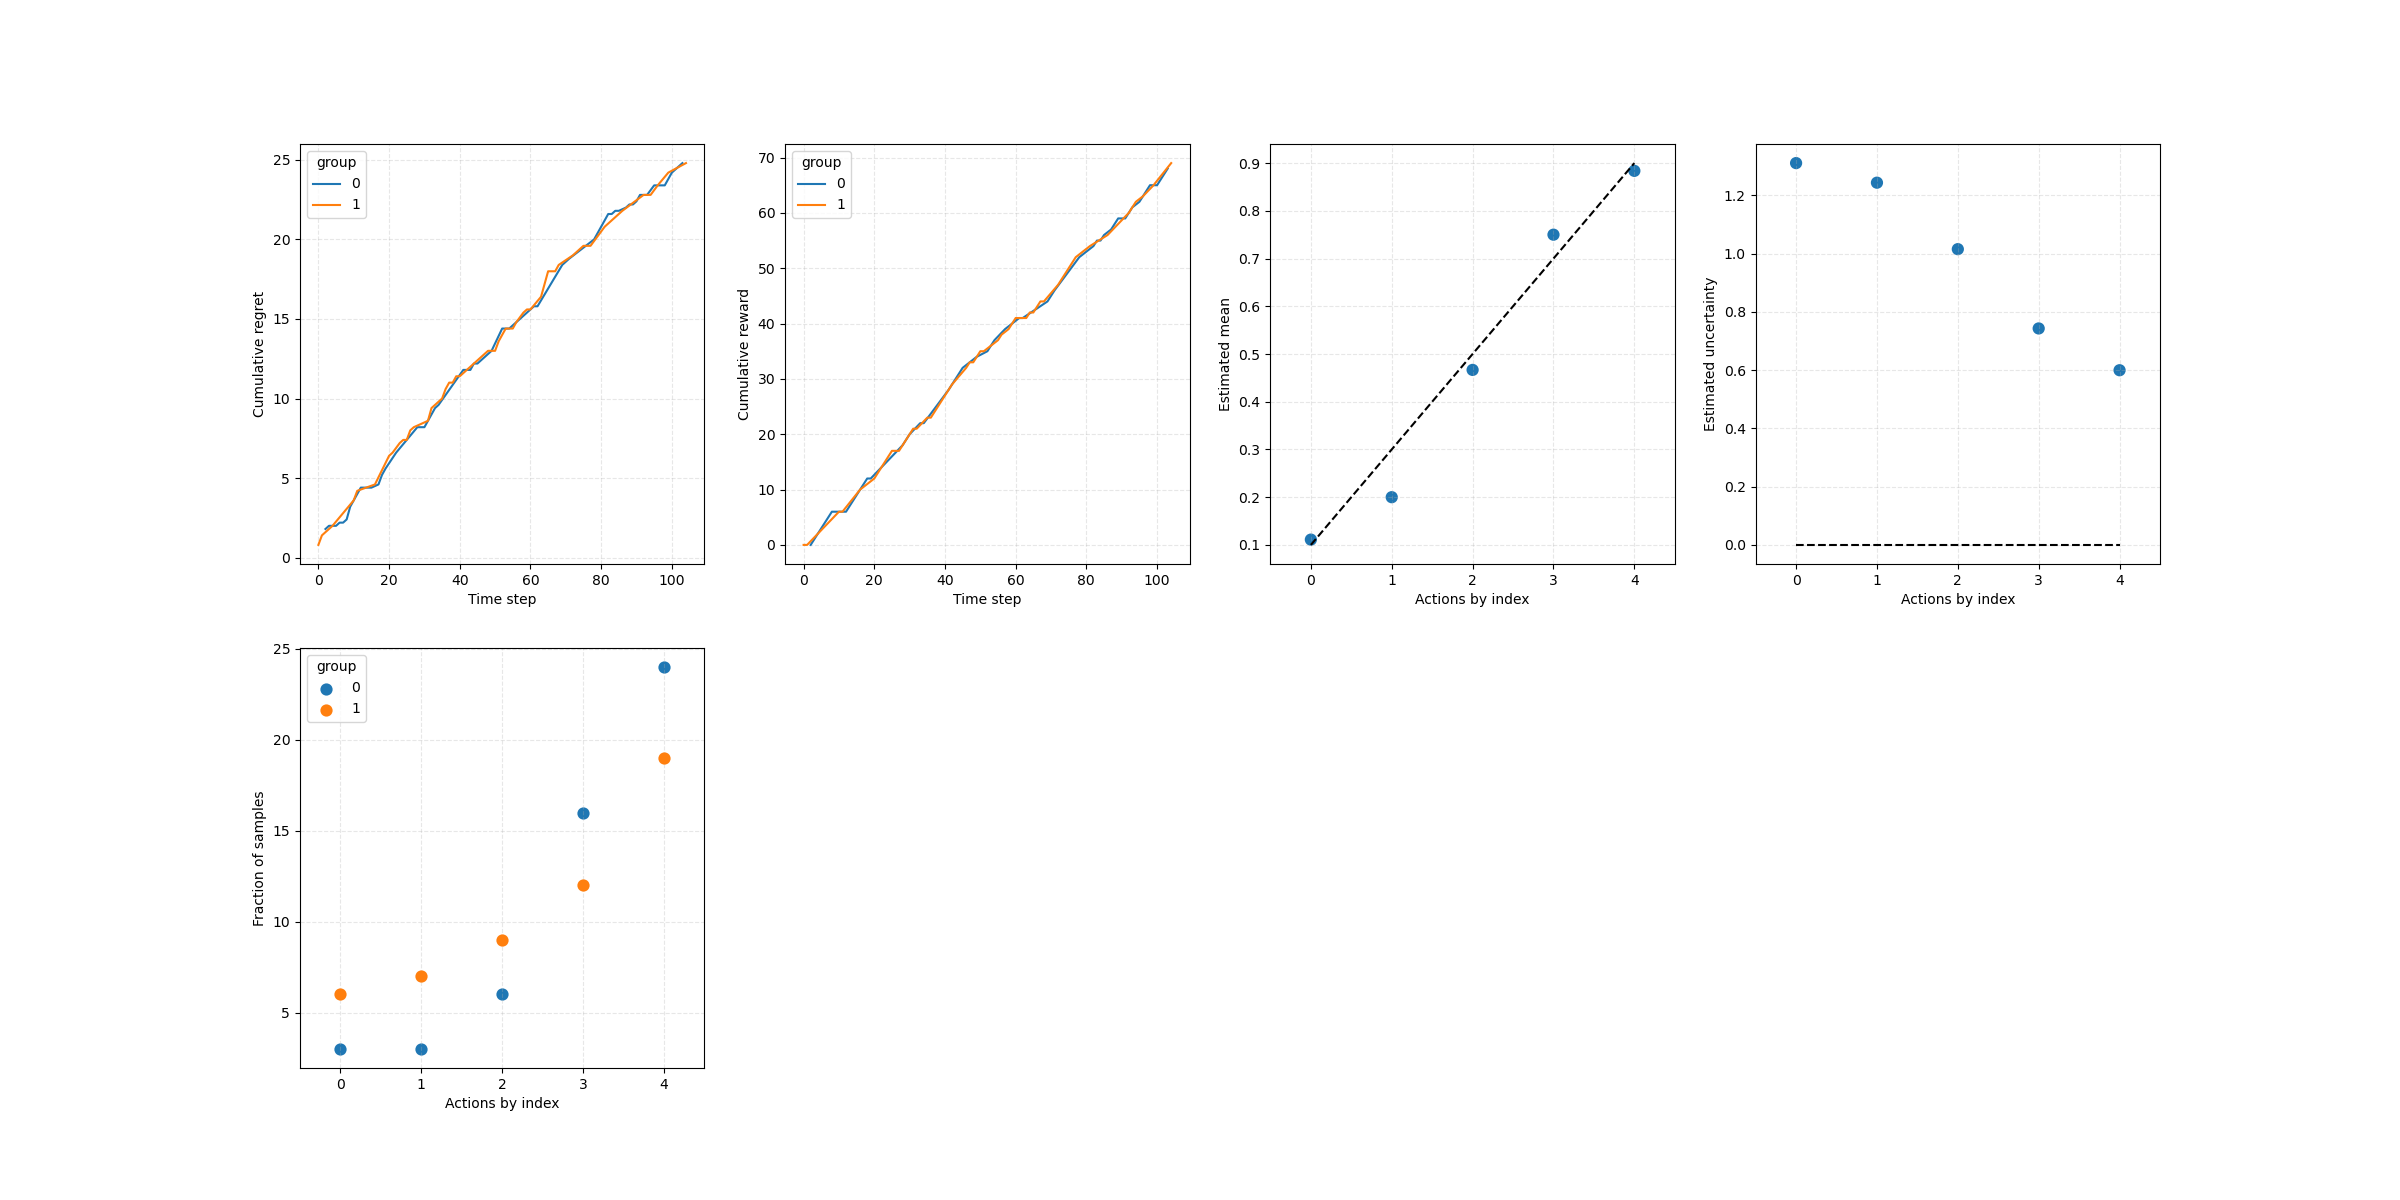 group
0
1
25
20
15
10
5
0
Cumulative regret
0 20 40 60 80 100
Time step
group
0
1
70
60
50
40
30
20
10
0
Cumulative reward
0 20 40 60 80 100
Time step
0.9
0.8
0.7
0.6
0.5
0.4
0.3
0.2
0.1
Estimated mean
0 1 2 3 4
Actions by index
1.2
1.0
0.8
0.6
0.4
0.2
0.0
Estimated uncertainty
0 1 2 3 4
Actions by index
group
0
1
25
20
15
10
5
Fraction of samples
0 1 2 3 4
Actions by index